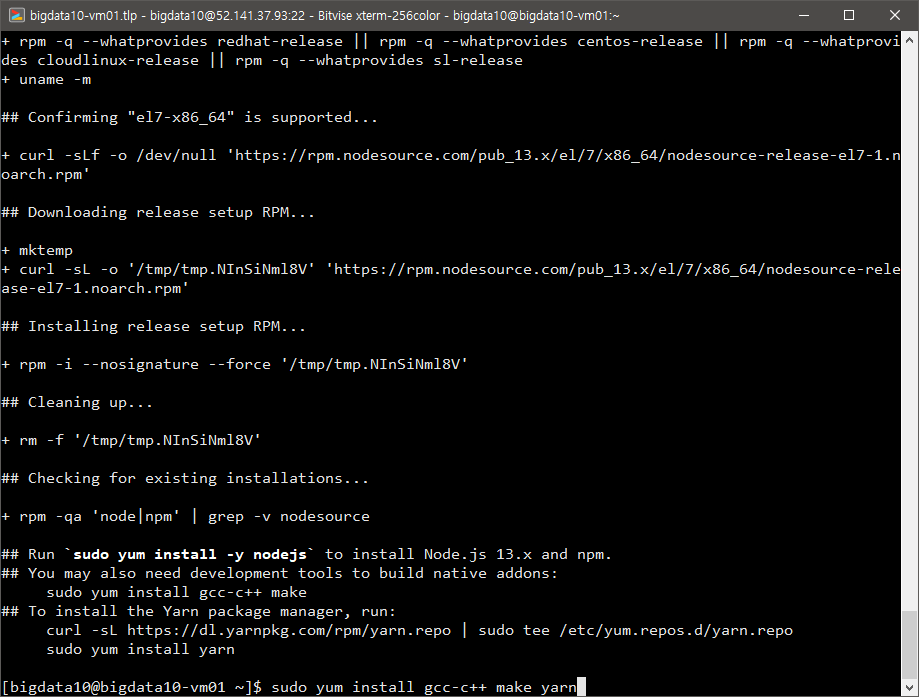 bigdata10-vm01.tlp - bigdata10@52.141.37.93:22 - Bitvise xterm-256color - bigdata10@bigdata10-vm01:~
+ rpm -q --whatprovides redhat-release || rpm -q --whatprovides centos-release || rpm -q --whatprovi
des cloudlinux-release || rpm -q --whatprovides sl-release
+ uname -m
## Confirming "el7-x86_64" is supported...
+ curl -sLf -o /dev/null 'https://rpm.nodesource.com/pub_13.x/el/7/x86_64/nodesource-release-el7-1.n
oarch.rpm'
## Downloading release setup RPM...
+ mktemp
+ curl -sL -o '/tmp/tmp.NInSiNml8V' 'https://rpm.nodesource.com/pub_13.x/el/7/x86_64/nodesource-rele
ase-el7-1.noarch.rpm'
## Installing release setup RPM...
+ rpm -i --nosignature --force '/tmp/tmp.NInSiNml8V'
## Cleaning up...
+ rm -f '/tmp/tmp.NInSiNml8V'
## Checking for existing installations...
+ rpm -qa 'node|npm' | grep -v nodesource
## Run `sudo yum install -y nodejs` to install Node.js 13.x and npm.
## You may also need development tools to build native addons:
     sudo yum install gcc-c++ make
## To install the Yarn package manager, run:
     curl -sL https://dl.yarnpkg.com/rpm/yarn.repo | sudo tee /etc/yum.repos.d/yarn.repo
     sudo yum install yarn
[bigdata10@bigdata10-vm01 ~]$ sudo yum install gcc-c++ make yarn